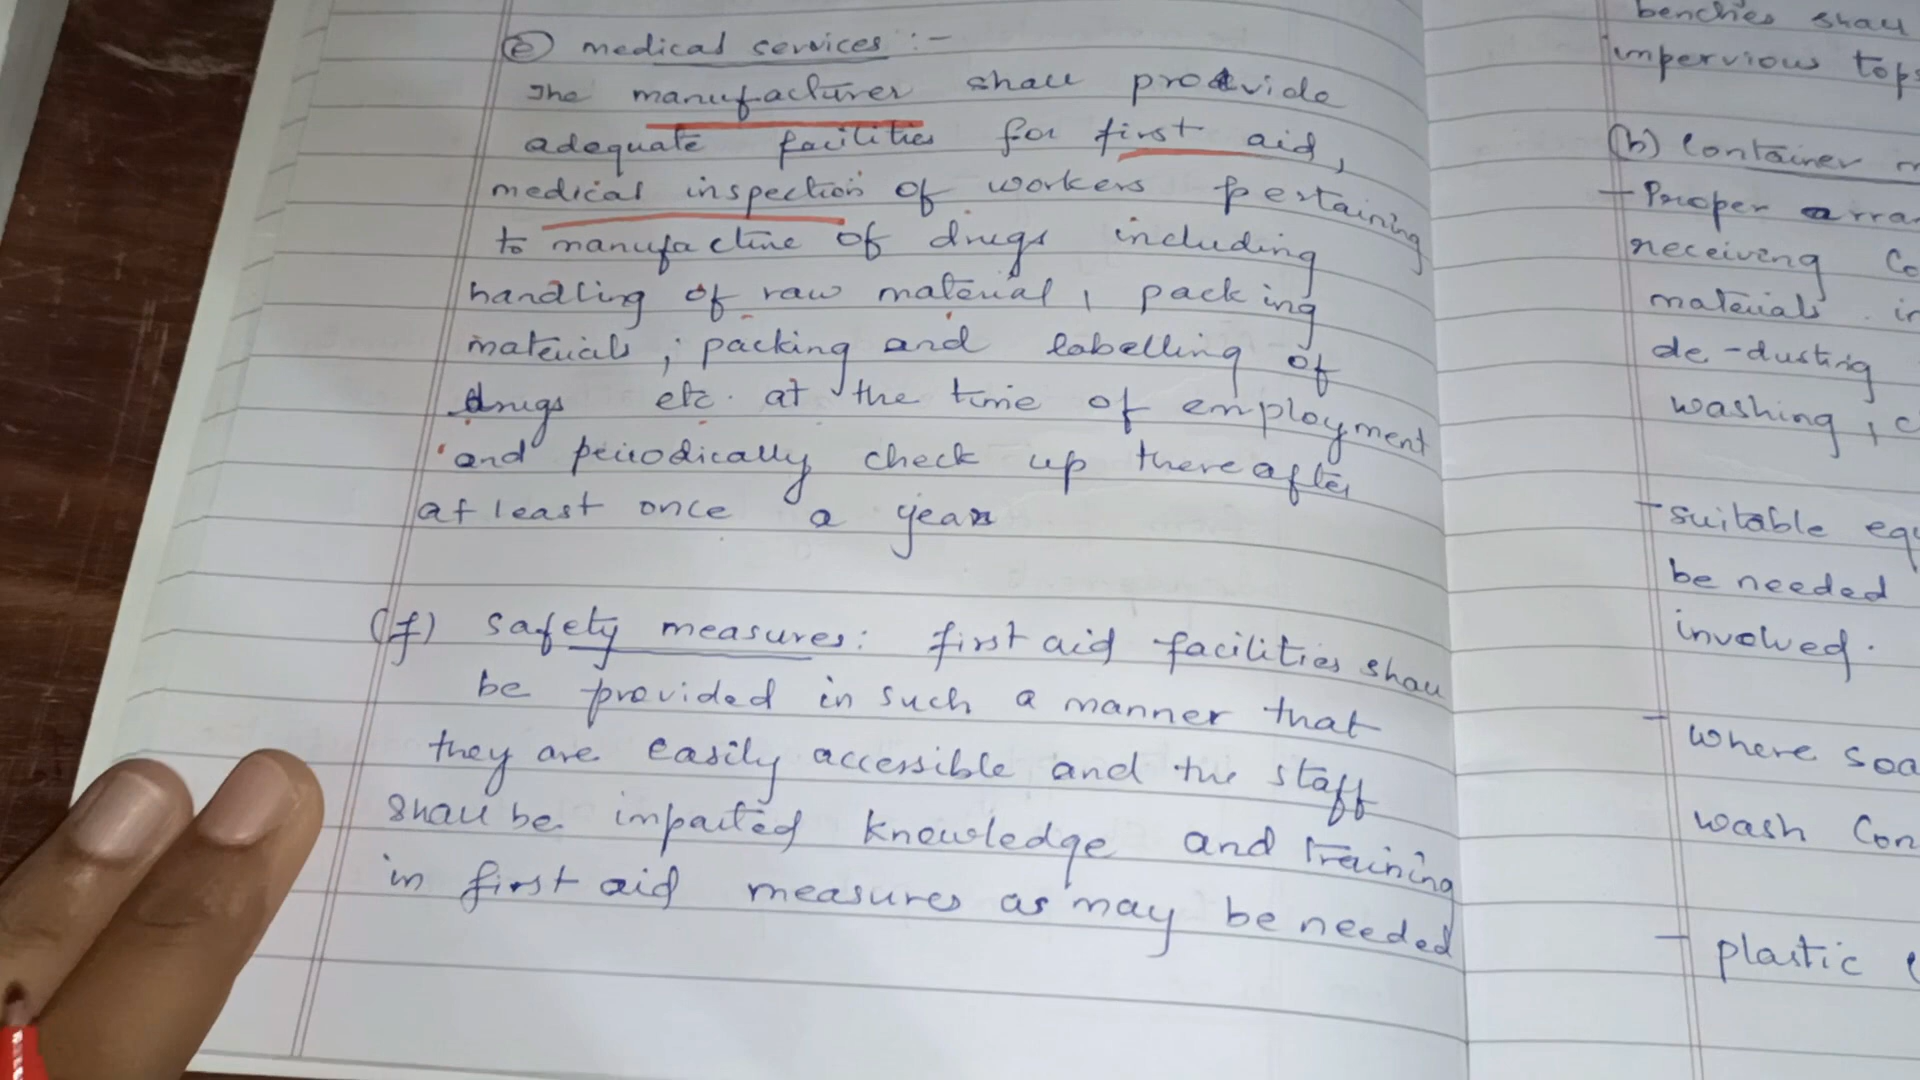 (e) medical services :-
The manufacturer shall provide
adequate facilities for first aid,
medical inspection of workers pertaining
to manufacture of drugs including
handling of raw material, packing
materials, packing and labelling of
drugs etc. at the time of employment
and periodically check up there after
at least once a year
(f) safety measures: first aid facilities shall
be provided in such a manner that
they are easily accessible and the staff
shall be imparted knowledge and training
in first aid measures as may be needed
benches shall
impervious tops
(h) Container
- Proper arra
receiving Co
materials in
de-dusting
washing, c
- suitable equ
be needed
involved.
- where soa
wash Con
- plastic